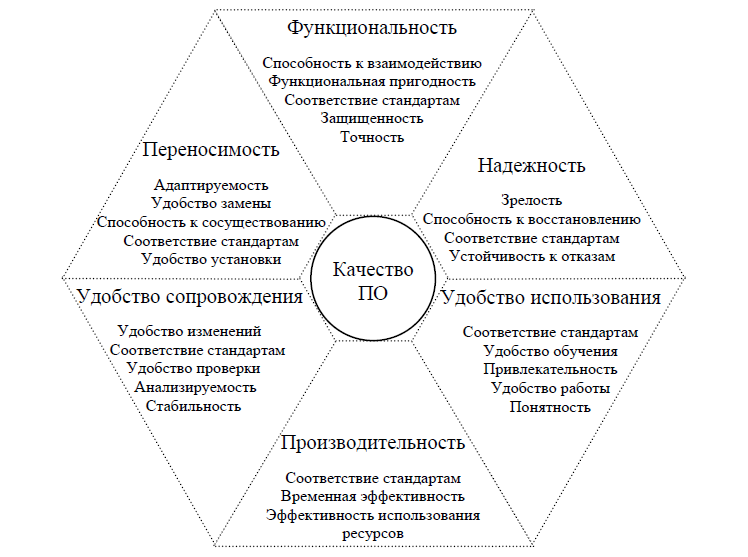 Функциональность
Способность к взаимодействию
Функциональная пригодность
Соответствие стандартам
Защищенность
Точность
Переносимость
Адаптируемость
Удобство замены
Способность к сосуществованию
Соответствие стандартам
Удобство установки
Надежность
Зрелость
Способность к восстановлению
Соответствие стандартам
Устойчивость к отказам
Качество
ПО
Удобство сопровождения
Удобство изменений
Соответствие стандартам
Удобство проверки
Анализируемость
Стабильность
Удобство использования
Соответствие стандартам
Удобство обучения
Привлекательность
Удобство работы
Понятность
Производительность
Соответствие стандартам
Временная эффективность
Эффективность использования
ресурсов